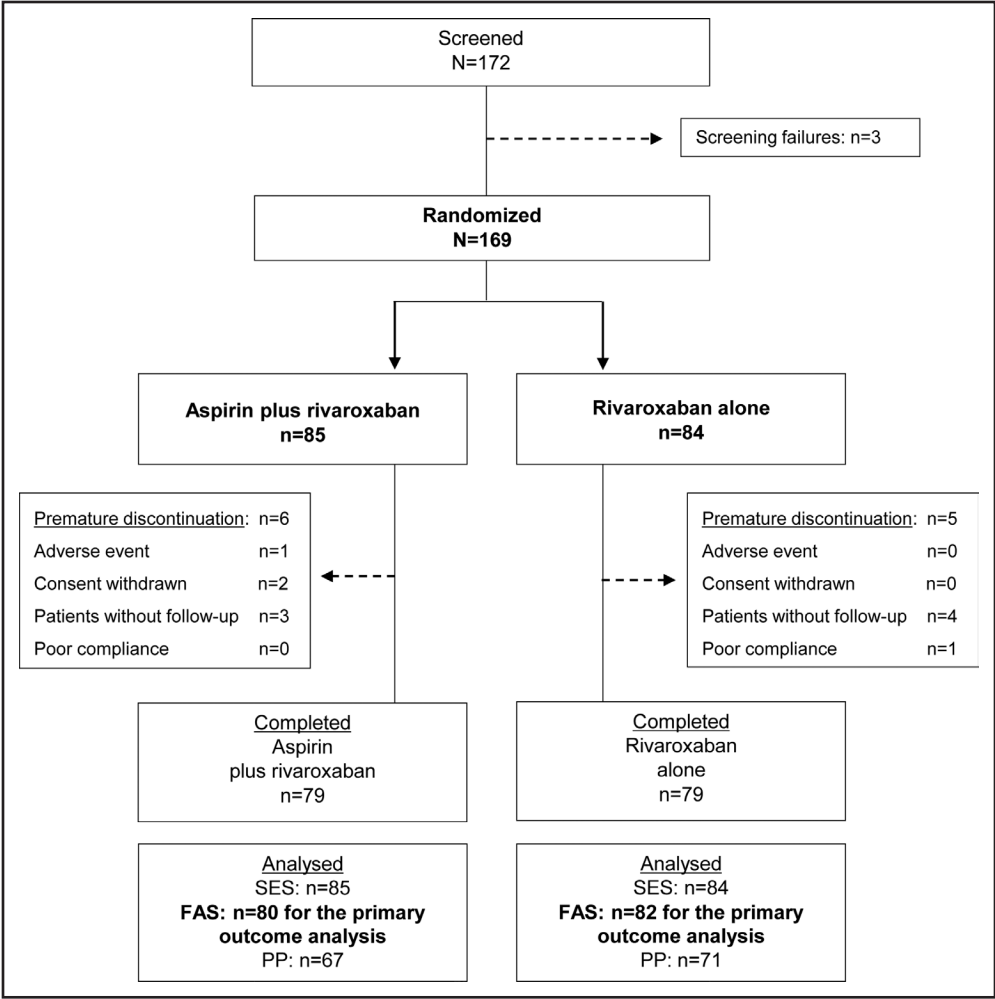 Screened
N=172
Screening failures: n=3
Randomized
N=169
Aspirin plus rivaroxaban
n=85
Rivaroxaban alone
n=84
Premature discontinuation: n=6
Adverse event n=1
Consent withdrawn n=2
Patients without follow-up n=3
Poor compliance n=0
Premature discontinuation: n=5
Adverse event n=0
Consent withdrawn n=0
Patients without follow-up n=4
Poor compliance n=1
Completed
Aspirin
plus rivaroxaban
n=79
Completed
Rivaroxaban
alone
n=79
Analysed
SES: n=85
FAS: n=80 for the primary
outcome analysis
PP: n=67
Analysed
SES: n=84
FAS: n=82 for the primary
outcome analysis
PP: n=71